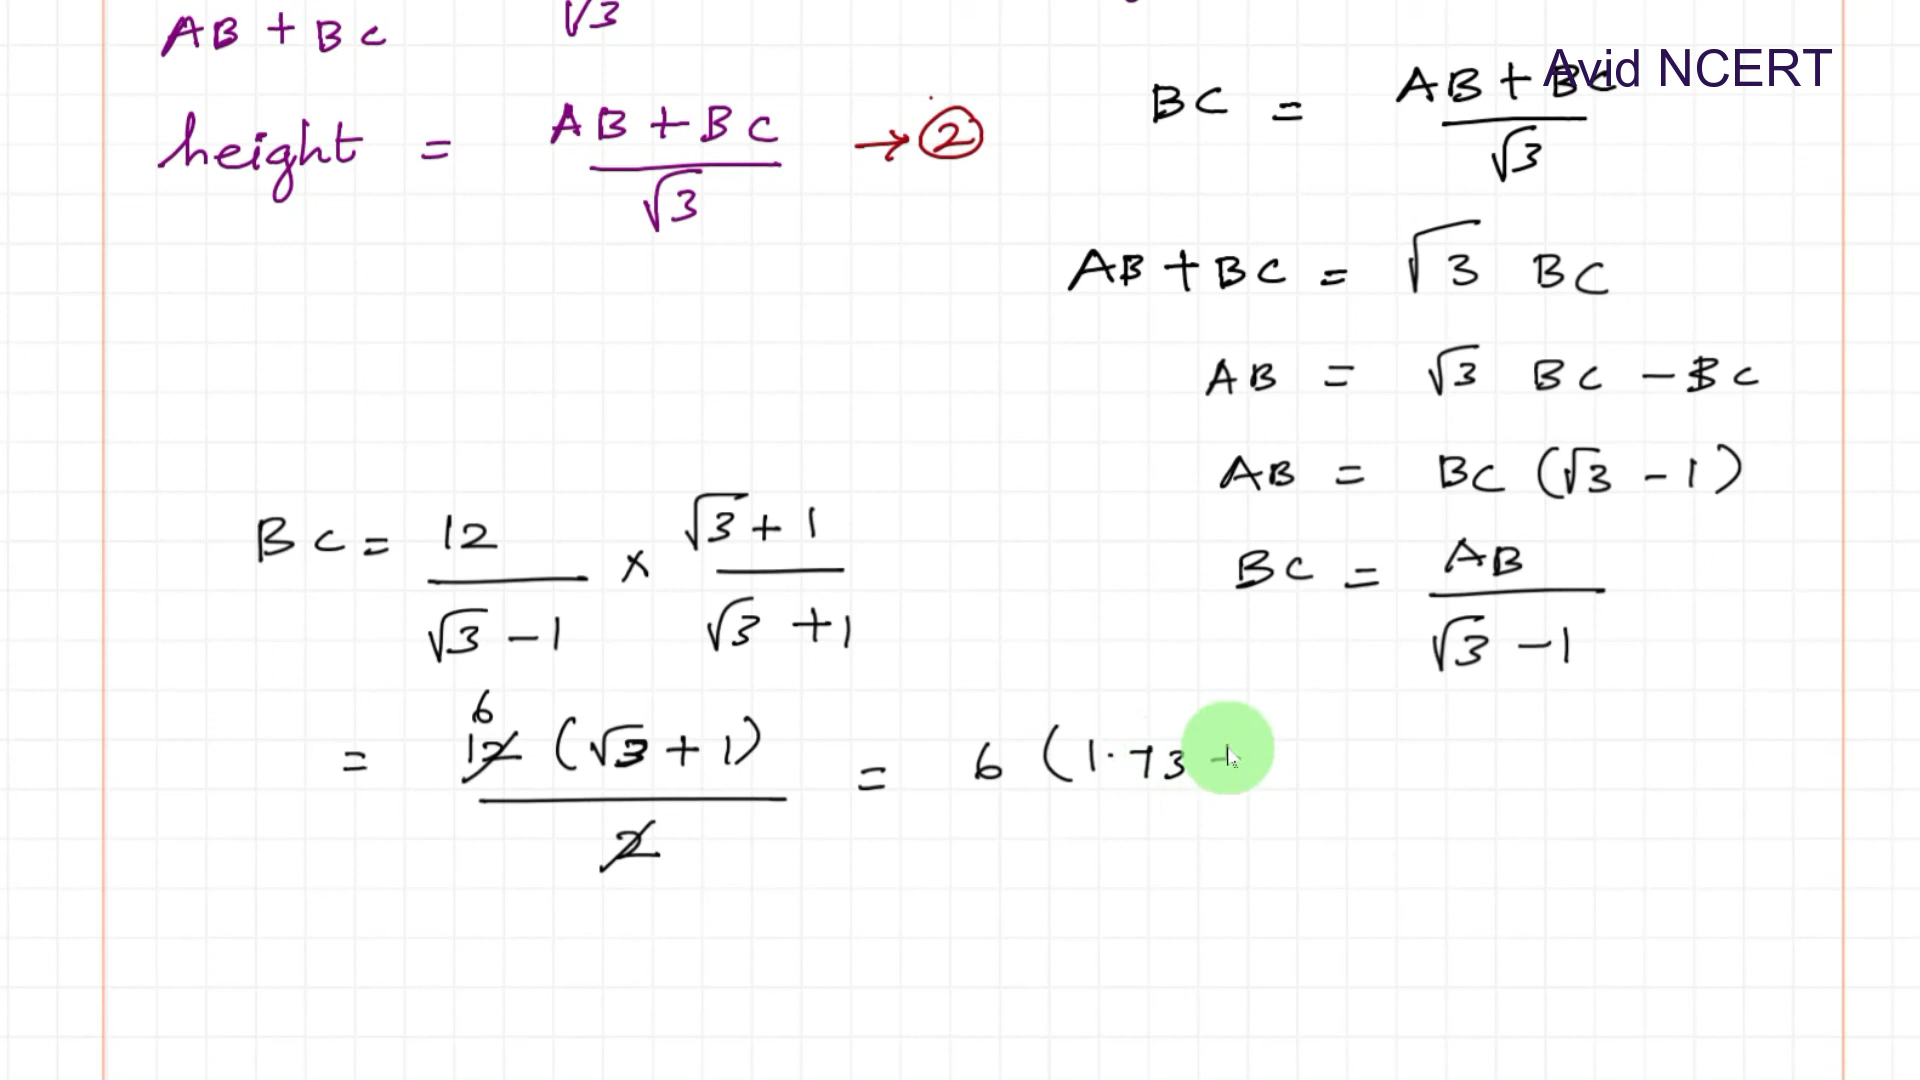 Avid NCERT
AB + BC √3
height = AB + BC / √3 → ②
BC = AB + BC / √3
AB + BC = √3 BC
AB = √3 BC - BC
AB = BC (√3 - 1)
BC = AB / √3 - 1
BC = 12 / √3 - 1 × √3 + 1 / √3 + 1
= 6 12 (√3 + 1) / 2 = 6 (1.73 -